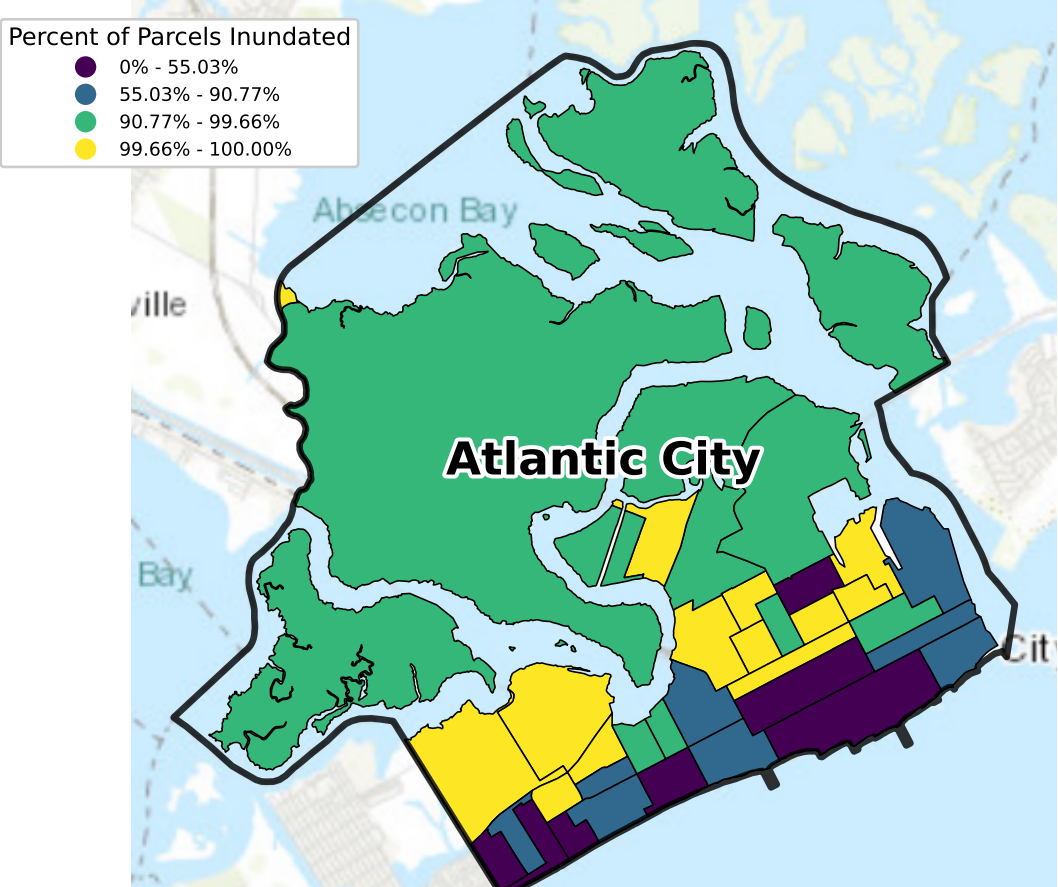 Percent of Parcels Inundated
0% - 55.03%
55.03% - 90.77%
90.77% - 99.66%
99.66% - 100.00%
Absecon Bay
ville
Atlantic City
Bay
City